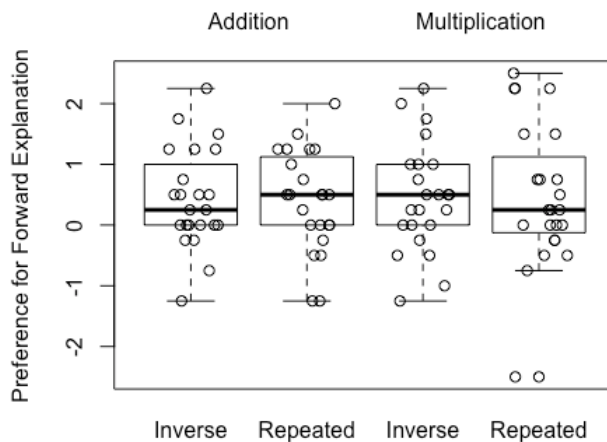 Addition Multiplication
Preference for Forward Explanation
2
1
0
-1
-2
Inverse Repeated Inverse Repeated